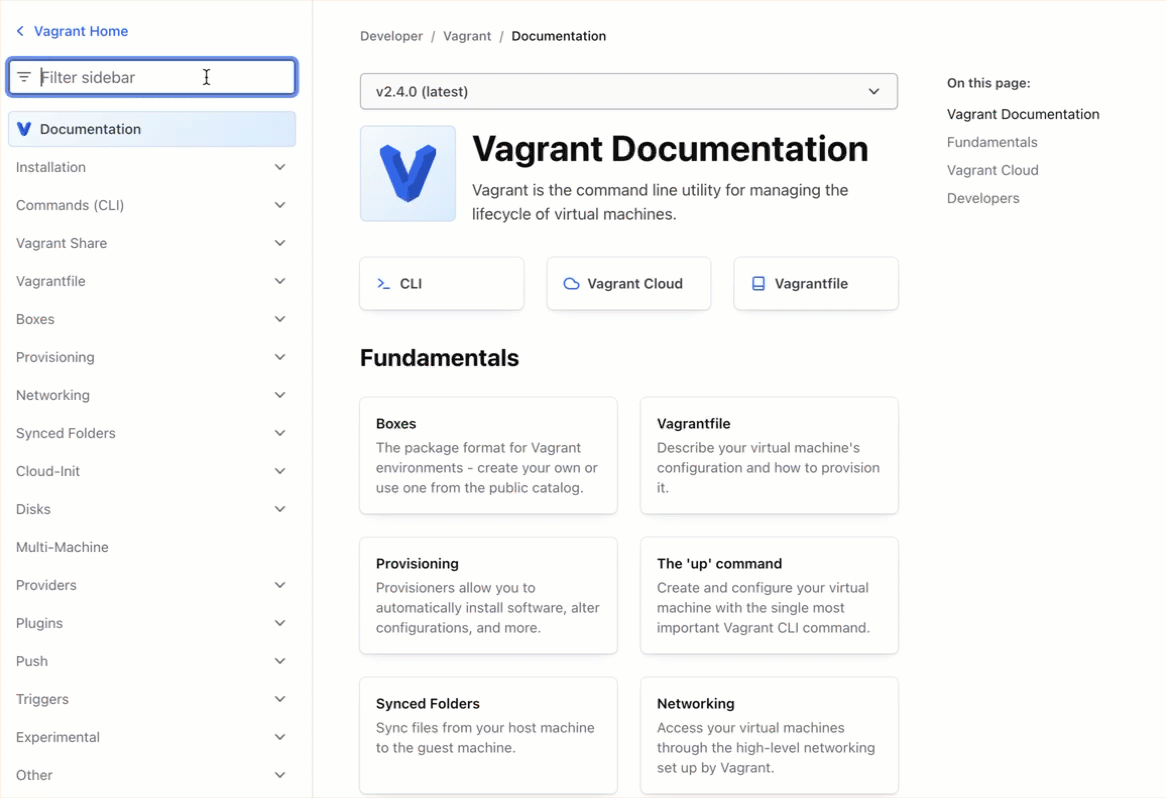 Vagrant Home
Filter sidebar
Documentation
Installation
Commands (CLI)
Vagrant Share
Vagrantfile
Boxes
Provisioning
Networking
Synced Folders
Cloud-Init
Disks
Multi-Machine
Providers
Plugins
Push
Triggers
Experimental
Other
Developer / Vagrant / Documentation
v2.4.0 (latest)
Vagrant Documentation
Vagrant is the command line utility for managing the
lifecycle of virtual machines.
CLI
Vagrant Cloud
Vagrantfile
Fundamentals
Boxes
The package format for Vagrant
environments - create your own or
use one from the public catalog.
Vagrantfile
Describe your virtual machine's
configuration and how to provision
it.
Provisioning
Provisioners allow you to
automatically install software, alter
configurations, and more.
The 'up' command
Create and configure your virtual
machine with the single most
important Vagrant CLI command.
Synced Folders
Sync files from your host machine
to the guest machine.
Networking
Access your virtual machines
through the high-level networking
set up by Vagrant.
On this page:
Vagrant Documentation
Fundamentals
Vagrant Cloud
Developers